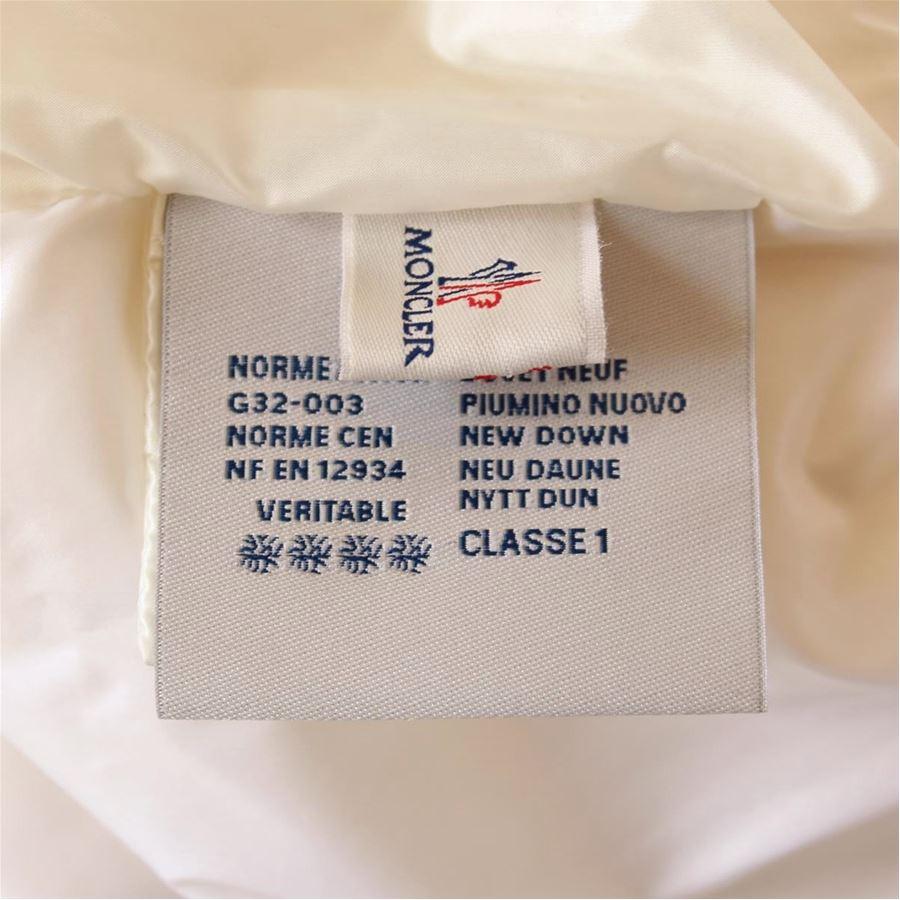 MONCLER
NORME
G32-003
NORME CEN
NF EN 12934
VERITABLE
NEUF
PIUMINO NUOVO
NEW DOWN
NEU DAUNE
NYTT DUN
CLASSE 1